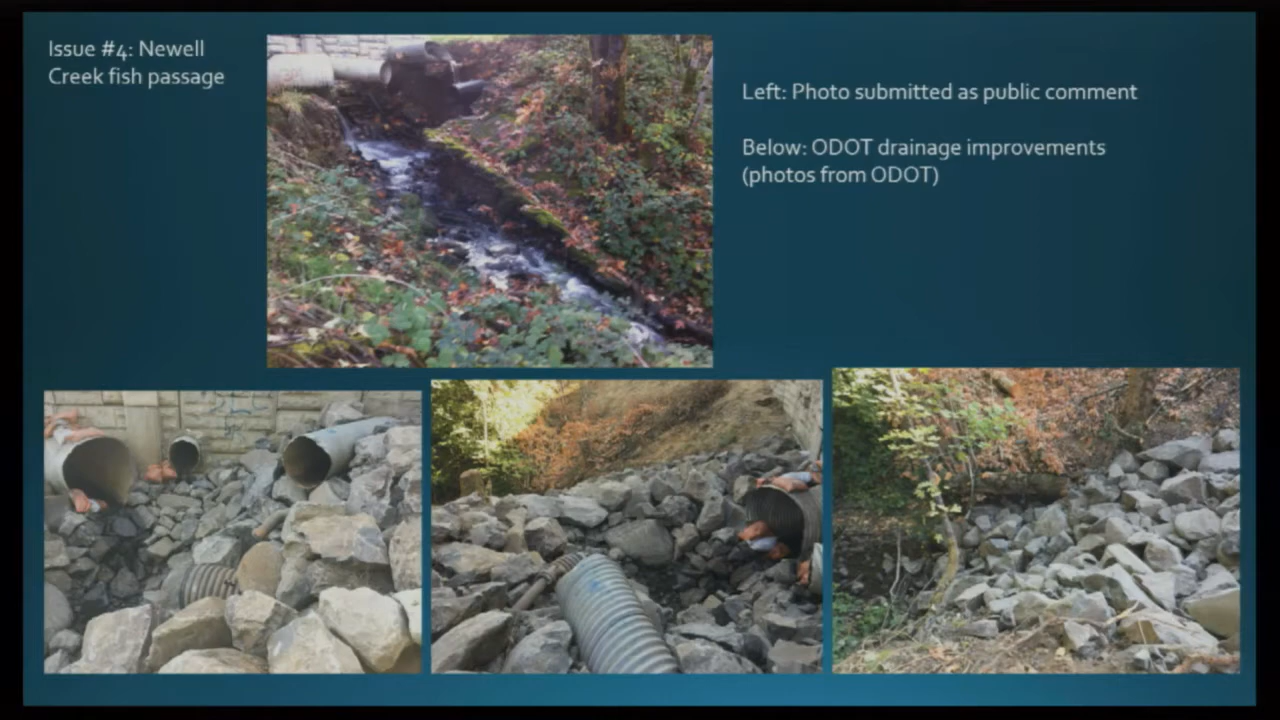 Issue #4: Newell
Creek fish passage
Left: Photo submitted as public comment
Below: ODOT drainage improvements
(photos from ODOT)